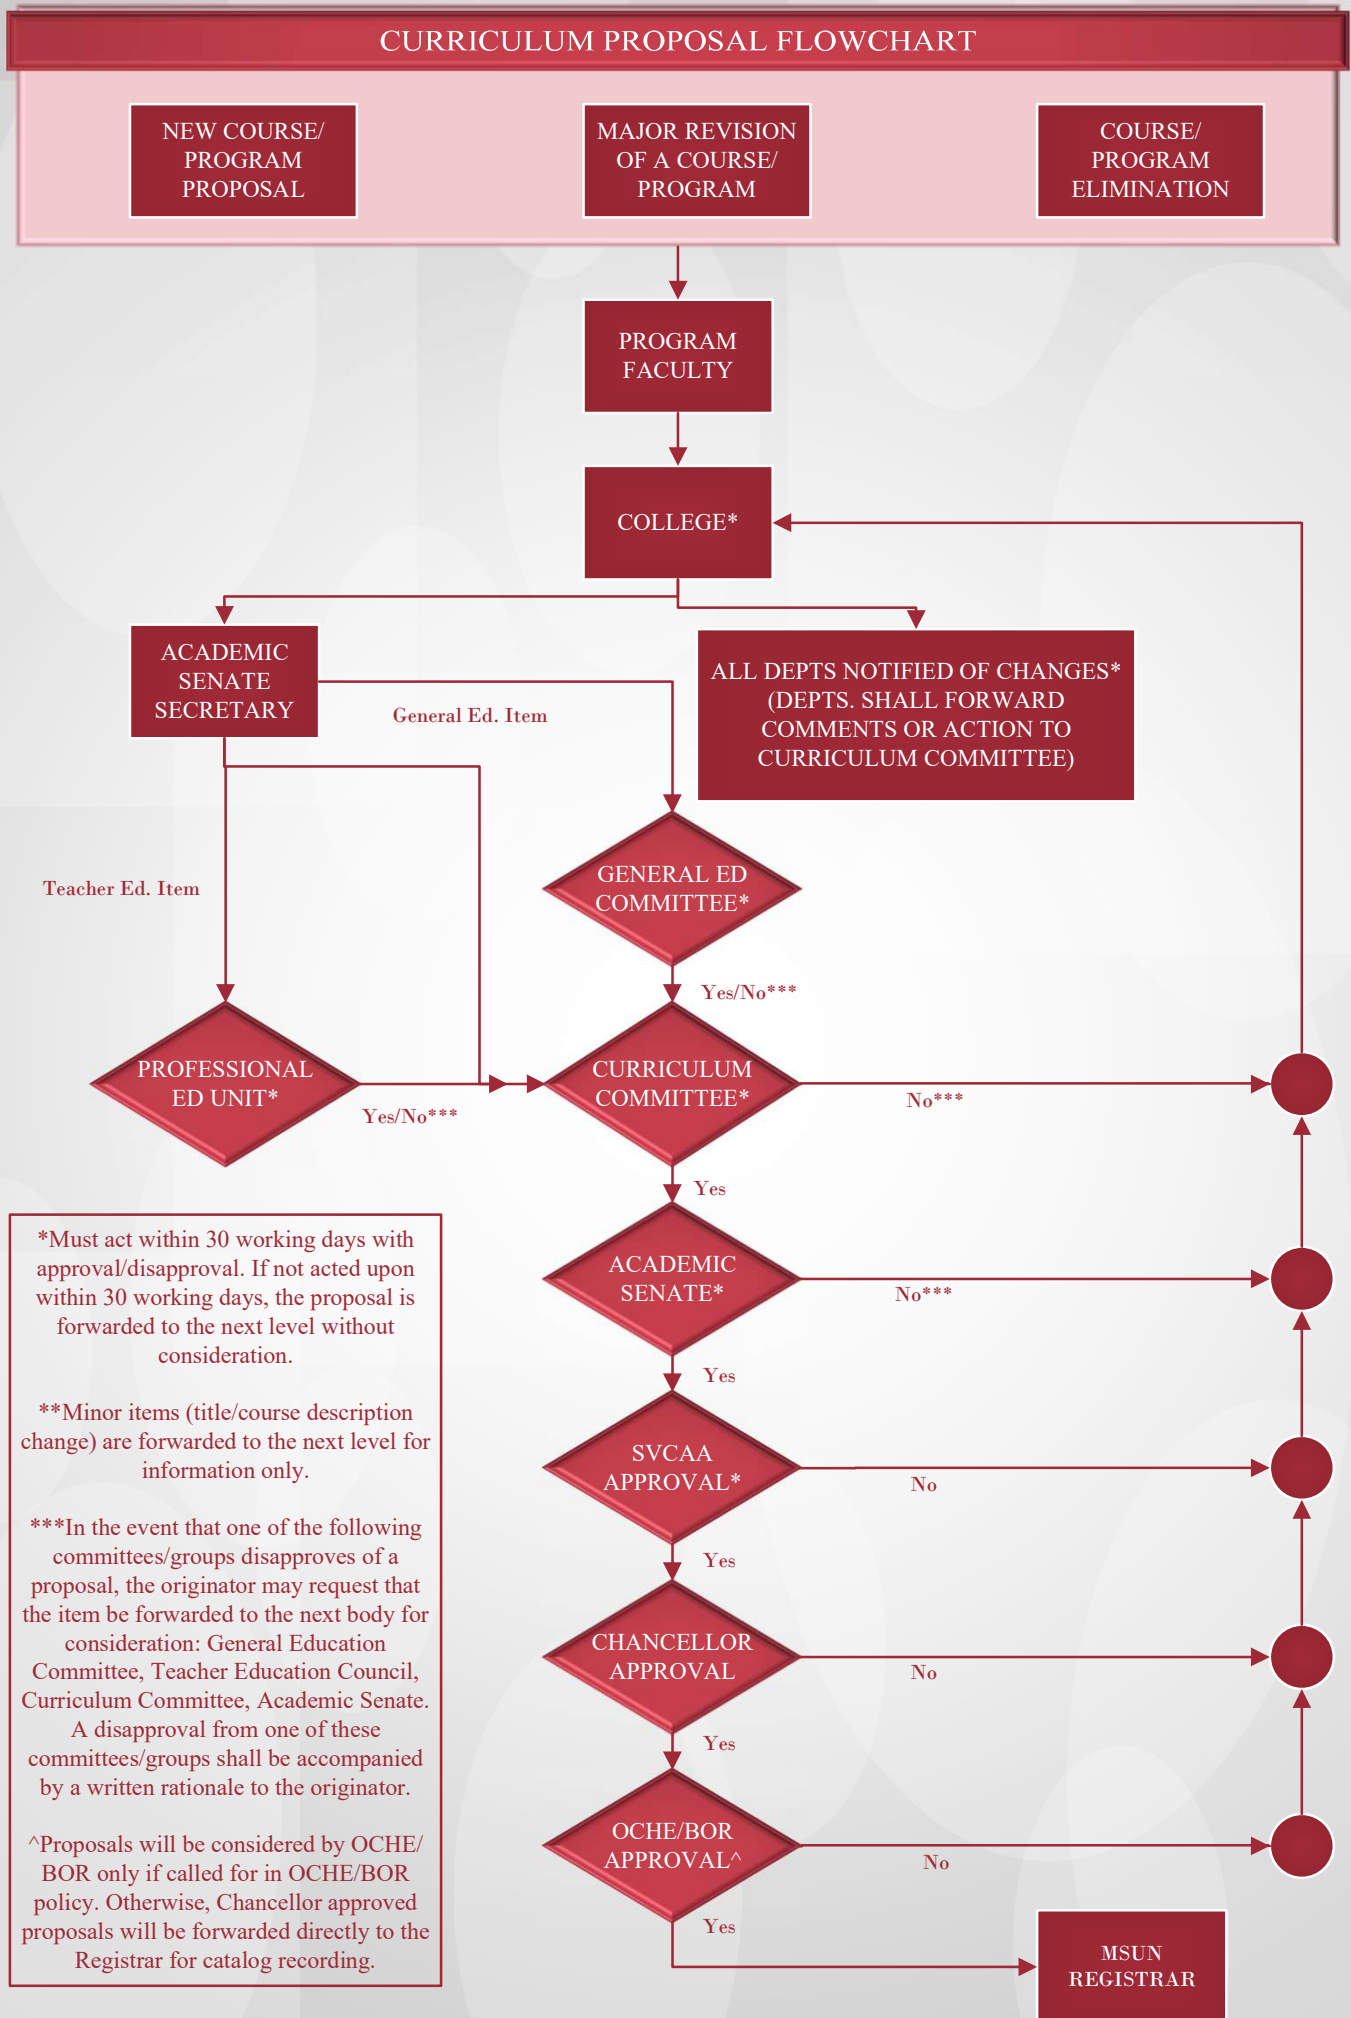 CURRICULUM PROPOSAL FLOWCHART
NEW COURSE/
PROGRAM
PROPOSAL
MAJOR REVISION
OF A COURSE/
PROGRAM
COURSE/
PROGRAM
ELIMINATION
PROGRAM
FACULTY
COLLEGE*
ACADEMIC
SENATE
SECRETARY
General Ed. Item
ALL DEPTS NOTIFIED OF CHANGES*
(DEPTS. SHALL FORWARD
COMMENTS OR ACTION TO
CURRICULUM COMMITTEE)
Teacher Ed. Item
GENERAL ED
COMMITTEE*
Yes/No***
PROFESSIONAL
ED UNIT*
Yes/No***
CURRICULUM
COMMITTEE*
No***
Yes
ACADEMIC
SENATE*
No***
Yes
SVCAA
APPROVAL*
No
Yes
CHANCELLOR
APPROVAL
No
Yes
OCHE/BOR
APPROVAL^
No
Yes
MSUN
REGISTRAR
*Must act within 30 working days with
approval/disapproval. If not acted upon
within 30 working days, the proposal is
forwarded to the next level without
consideration.
**Minor items (title/course description
change) are forwarded to the next level for
information only.
***In the event that one of the following
committees/groups disapproves of a
proposal, the originator may request that
the item be forwarded to the next body for
consideration: General Education
Committee, Teacher Education Council,
Curriculum Committee, Academic Senate.
A disapproval from one of these
committees/groups shall be accompanied
by a written rationale to the originator.
^Proposals will be considered by OCHE/
BOR only if called for in OCHE/BOR
policy. Otherwise, Chancellor approved
proposals will be forwarded directly to the
Registrar for catalog recording.